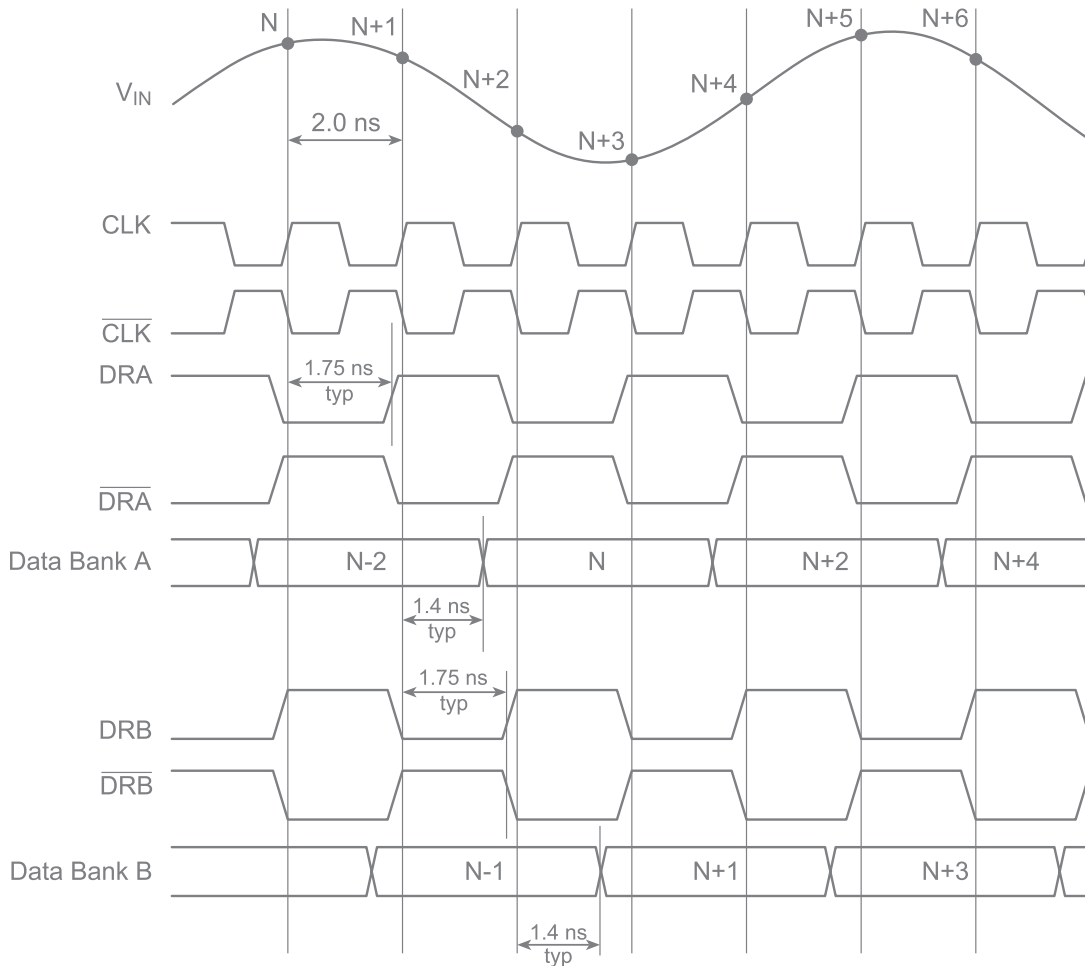 N
N+1
N+2
N+3
N+4
N+5
N+6
VIN
2.0 ns
CLK
CLK
1.75 ns
typ
DRA
DRA
Data Bank A
N-2
N
N+2
N+4
1.4 ns
typ
1.75 ns
typ
DRB
DRB
Data Bank B
N-1
N+1
N+3
1.4 ns
typ